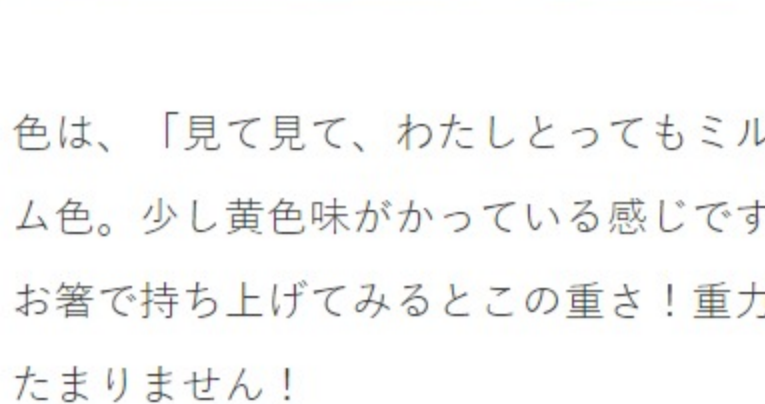 色は、「見て見て、わたしとってもミル
ム色。少し黄色味がかっている感じです
お箸で持ち上げてみるとこの重さ！重力
たまりません！